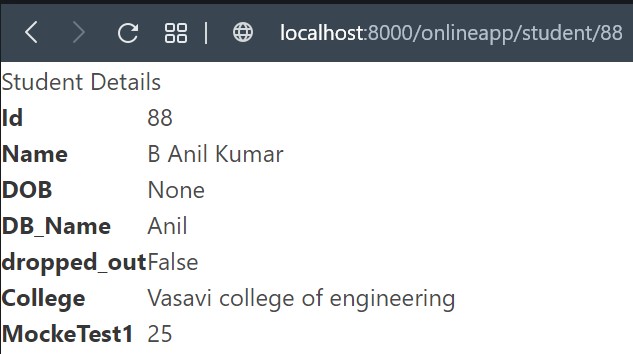 localhost:8000/onlineapp/student/88
Student Details
Id 88
Name B Anil Kumar
DOB None
DB_Name Anil
dropped_out False
College Vasavi college of engineering
MockeTest1 25